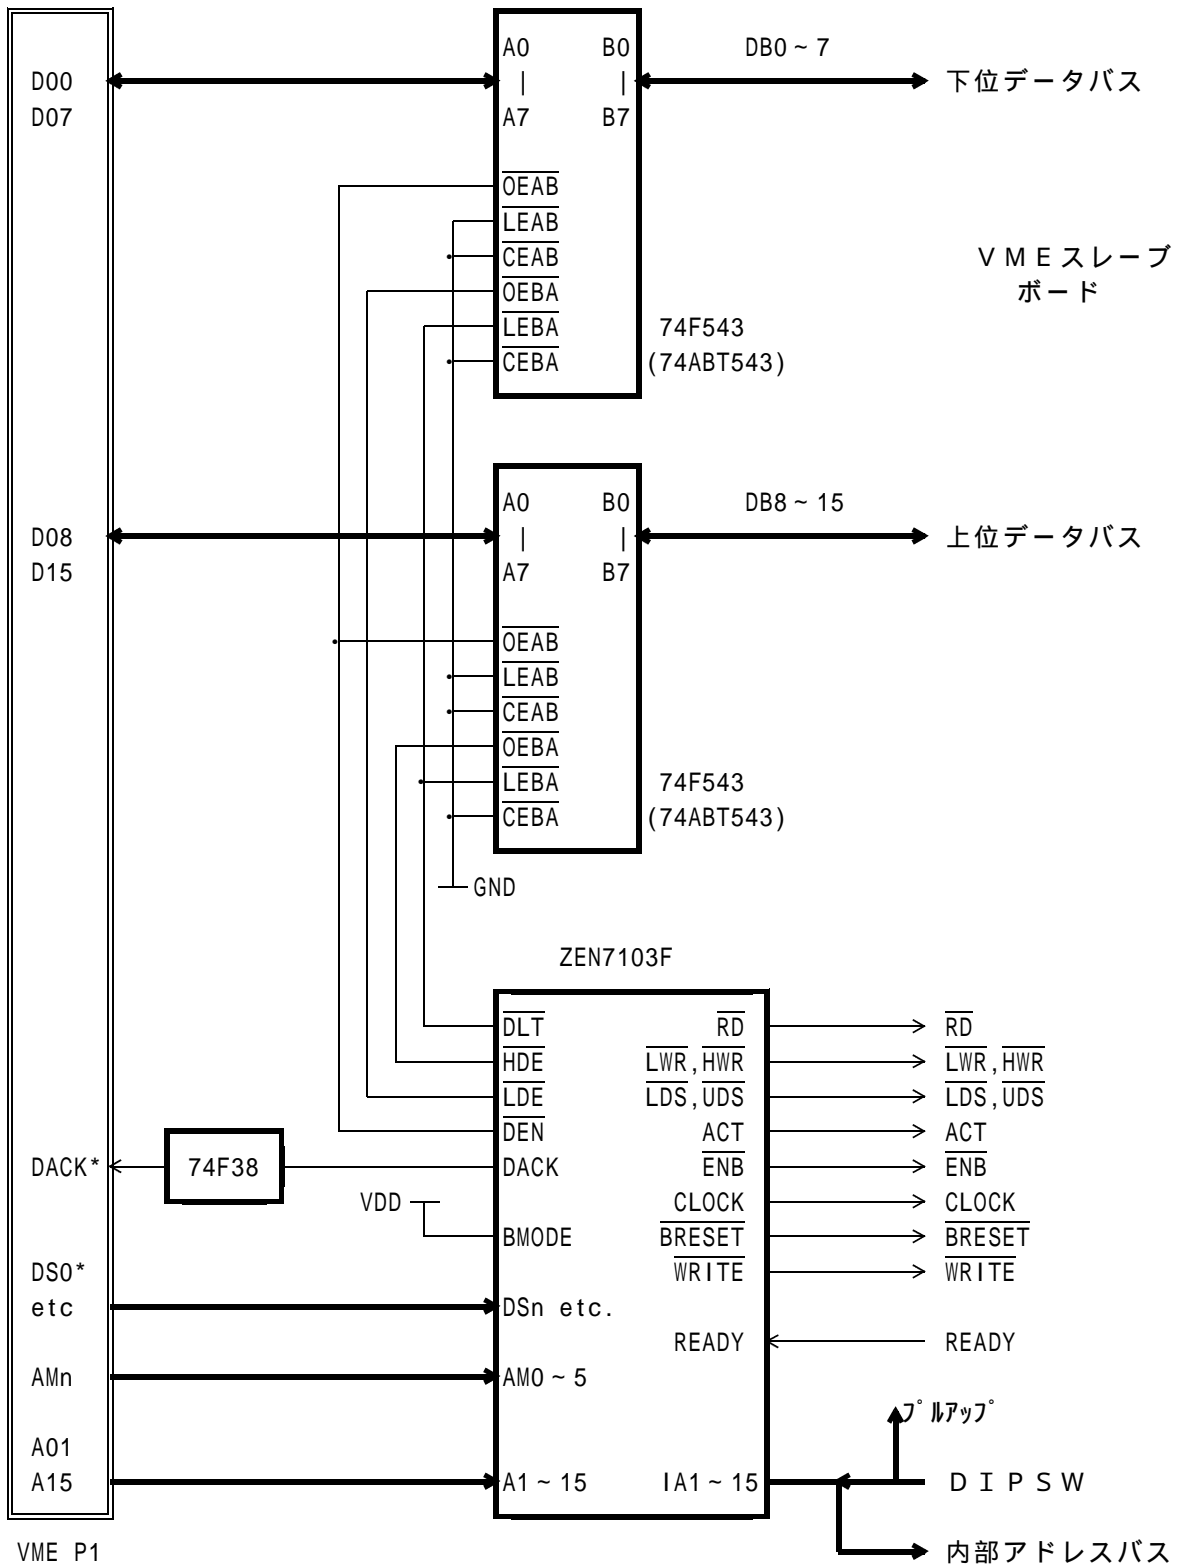 A0 B0 DB0～7
D00 | | 下位データバス
D07 A7 B7
OEAB
LEAB
CEAB VMEスレーブ
OEBA ボード
LEBA 74F543
CEBA (74ABT543)
A0 B0 DB8～15
D08 | | 上位データバス
D15 A7 B7
OEAB
LEAB
CEAB
OEBA
LEBA 74F543
CEBA (74ABT543)
GND
ZEN7103F
DLT RD RD
HDE LWR,HWR LWR,HWR
LDE LDS,UDS LDS,UDS
DEN ACT ACT
DACK* 74F38 DACK ENB ENB
VDD CLOCK CLOCK
BMODE BRESET BRESET
DS0* WRITE WRITE
etc DSn etc.
READY READY
AMn AM0～5
ﾌﾟﾙｱｯﾌﾟ
A01
A15 A1～15 IA1～15 ＤＩＰＳＷ
VME P1 内部アドレスバス